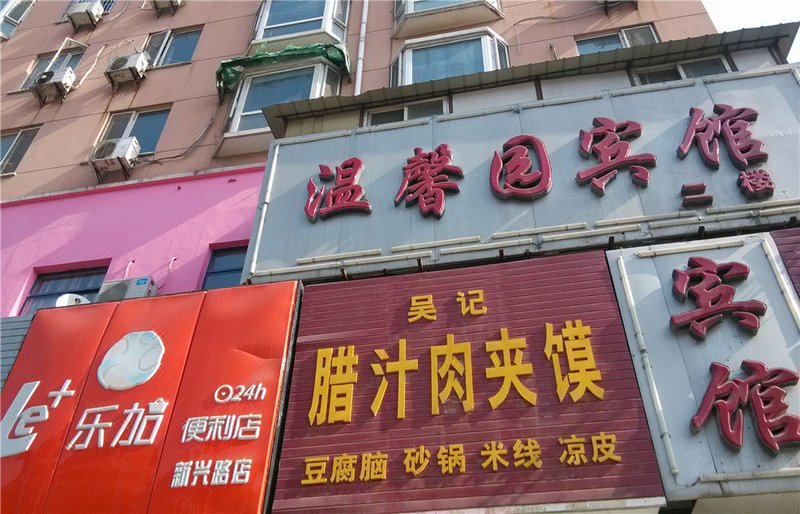 温馨园宾馆
二楼
吴记
腊汁肉夹馍
豆腐脑 砂锅 米线 凉皮
宾馆
Le+
乐加
24h
便利店
新兴路店